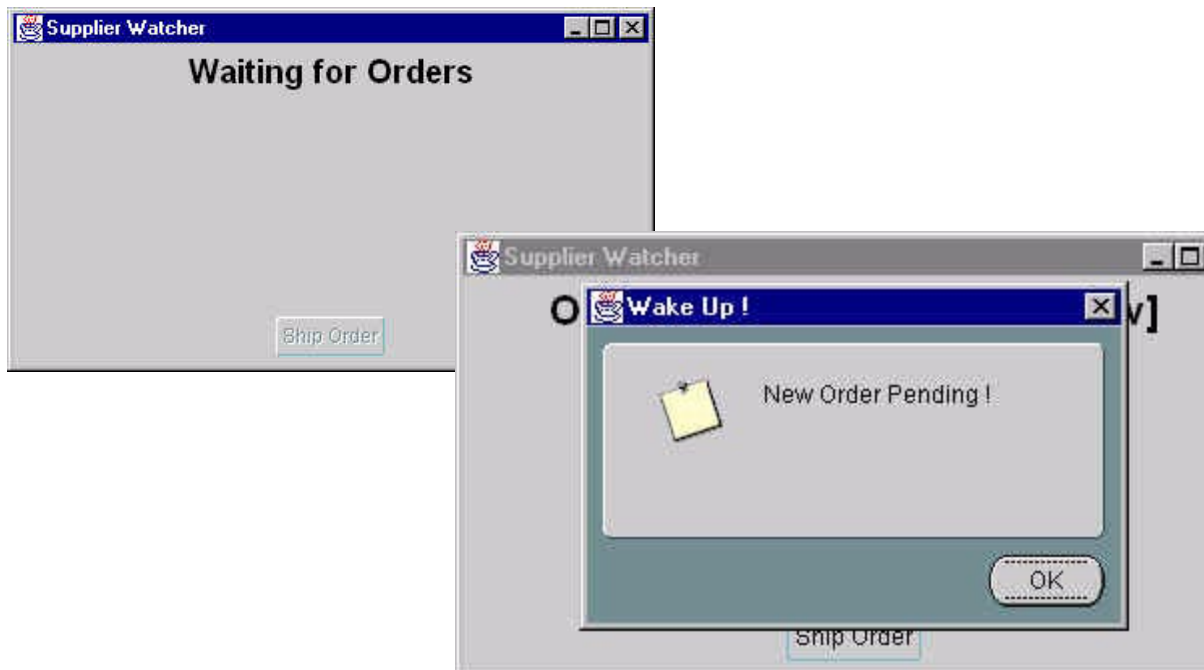 Supplier Watcher
Waiting for Orders
Ship Order
Supplier Watcher
Wake Up !
New Order Pending !
OK
Ship Order